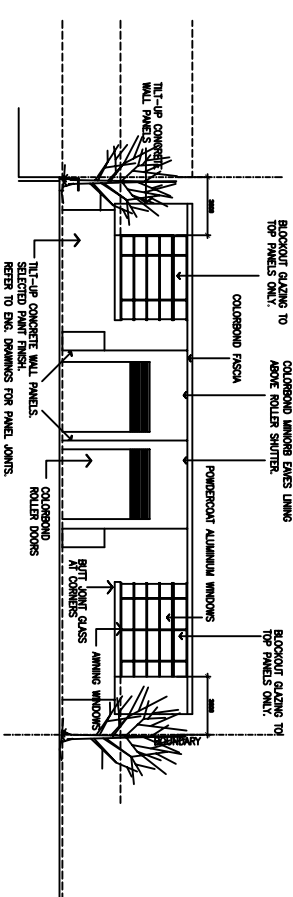 TILT-UP CONCRETE
WALL PANELS
BLOCKOUT GLAZING TO
TOP PANELS ONLY.
COLORBOND FASCIA
COLORBOND MINORB EAVES LINING
ABOVE ROLLER SHUTTER.
POWDERCOAT ALUMINIUM WINDOWS
BLOCKOUT GLAZING TO
TOP PANELS ONLY.
TILT-UP CONCRETE WALL PANELS.
SELECTED PAINT FINISH.
REFER TO ENG. DRAWINGS FOR PANEL JOINTS.
COLORBOND
ROLLER DOORS
BUTT JOINT GLASS
AT CORNERS
AWNING WINDOWS
BOUNDARY